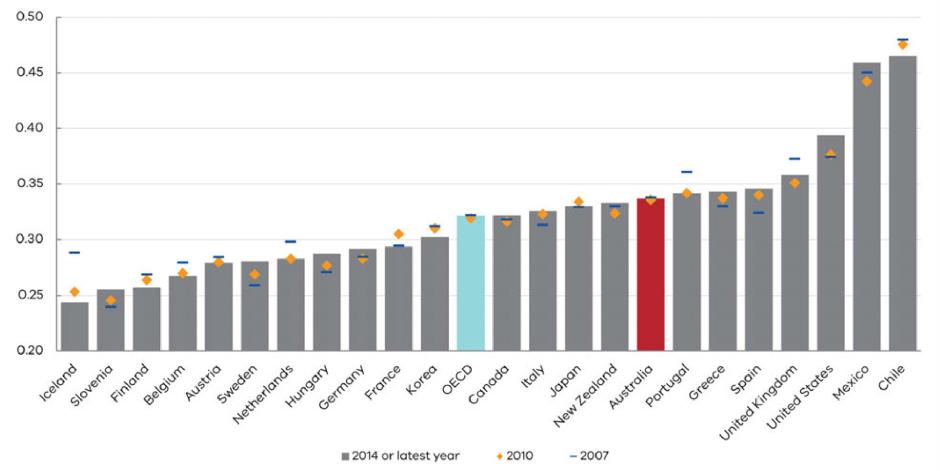 0.50
0.45
0.40
0.35
0.30
0.25
0.20
Iceland
Slovenia
Finland
Belgium
Austria
Sweden
Netherlands
Hungary
Germany
France
Korea
OECD
Canada
Italy
Japan
New Zealand
Australia
Portugal
Greece
Spain
United Kingdom
United States
Mexico
Chile
2014 or latest year 2010 2007